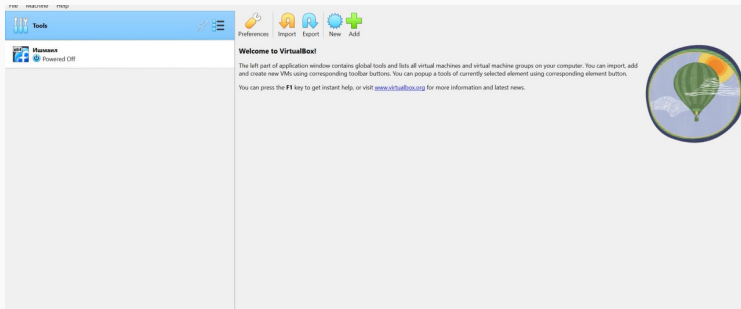 File Machine Help
Tools
Ишмаил
Powered Off
Preferences Import Export New Add
Welcome to VirtualBox!
The left part of application window contains global tools and lists all virtual machines and virtual machine groups on your computer. You can import, add
and create new VMs using corresponding toolbar buttons. You can popup a tools of currently selected element using corresponding element button.
You can press the F1 key to get instant help, or visit www.virtualbox.org for more information and latest news.